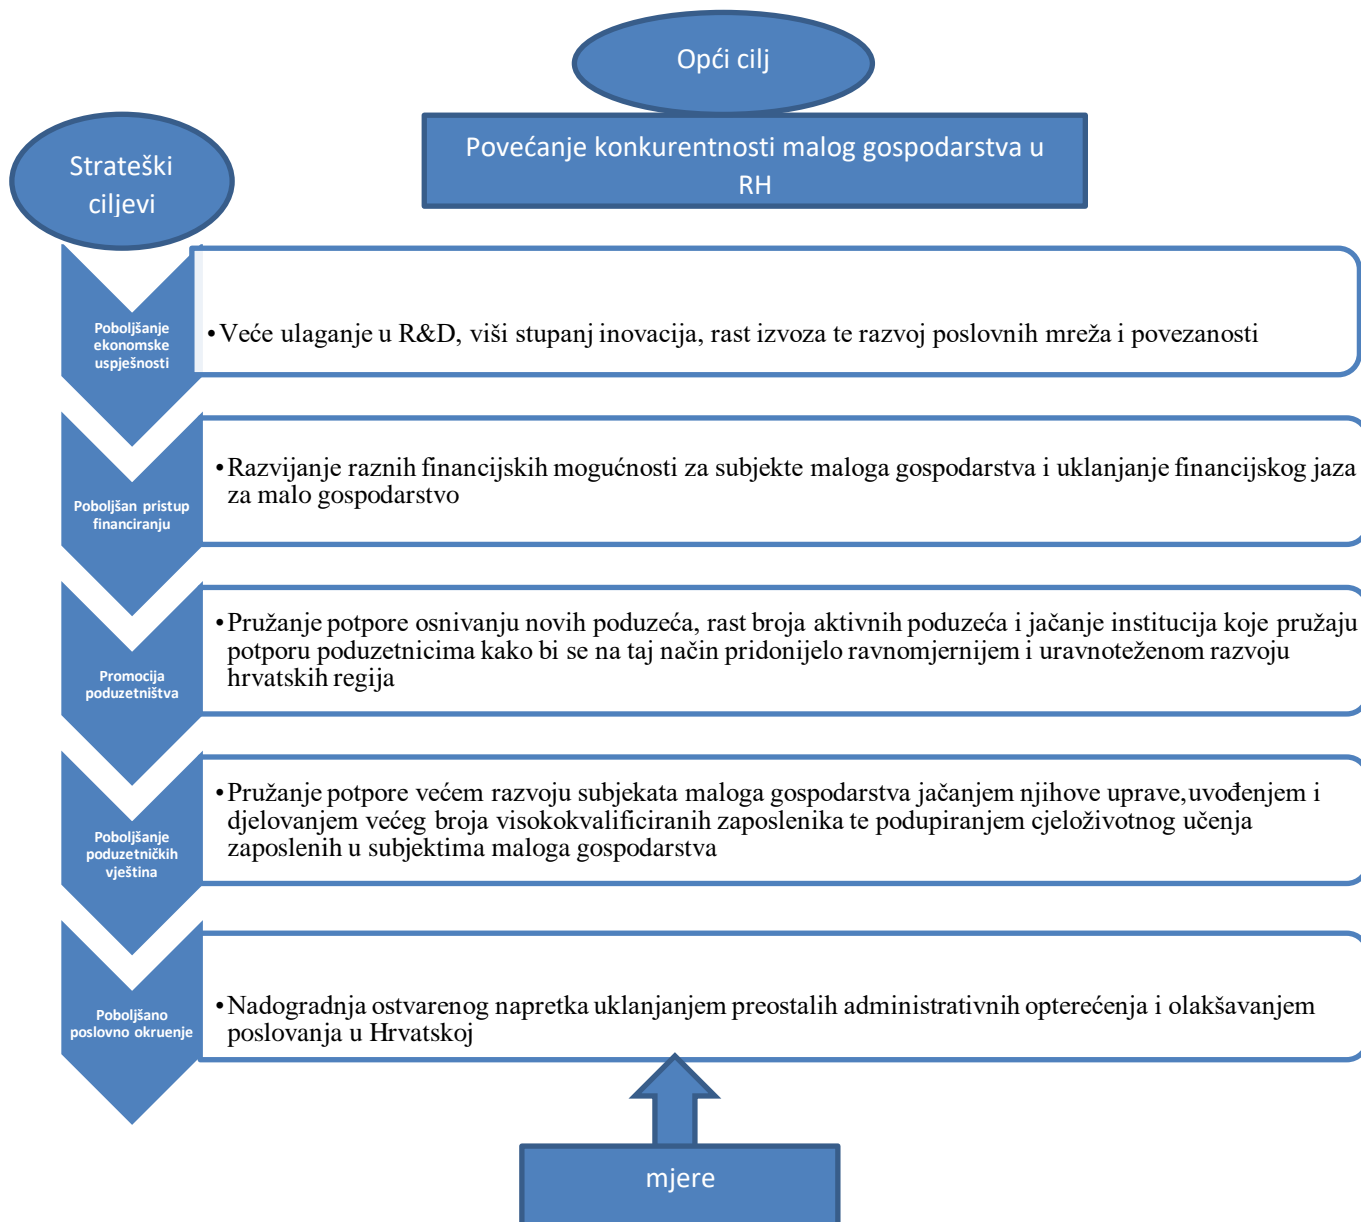 Opći cilj
Povećanje konkurentnosti malog gospodarstva u
RH
Strateški
ciljevi
Poboljšanje
ekonomske
uspješnosti
•Veće ulaganje u R&D, viši stupanj inovacija, rast izvoza te razvoj poslovnih mreža i povezanosti
Poboljšan pristup
financiranju
•Razvijanje raznih financijskih mogućnosti za subjekte maloga gospodarstva i uklanjanje financijskog jaza
za malo gospodarstvo
Promocija
poduzetništva
•Pružanje potpore osnivanju novih poduzeća, rast broja aktivnih poduzeća i jačanje institucija koje pružaju
potporu poduzetnicima kako bi se na taj način pridonijelo ravnomjernijem i uravnoteženom razvoju
hrvatskih regija
Poboljšanje
poduzetničkih
vještina
•Pružanje potpore većem razvoju subjekata maloga gospodarstva jačanjem njihove uprave,uvođenjem i
djelovanjem većeg broja visokokvalificiranih zaposlenika te podupiranjem cjeloživotnog učenja
zaposlenih u subjektima maloga gospodarstva
Poboljšano
poslovno okruenje
•Nadogradnja ostvarenog napretka uklanjanjem preostalih administrativnih opterećenja i olakšavanjem
poslovanja u Hrvatskoj
mjere